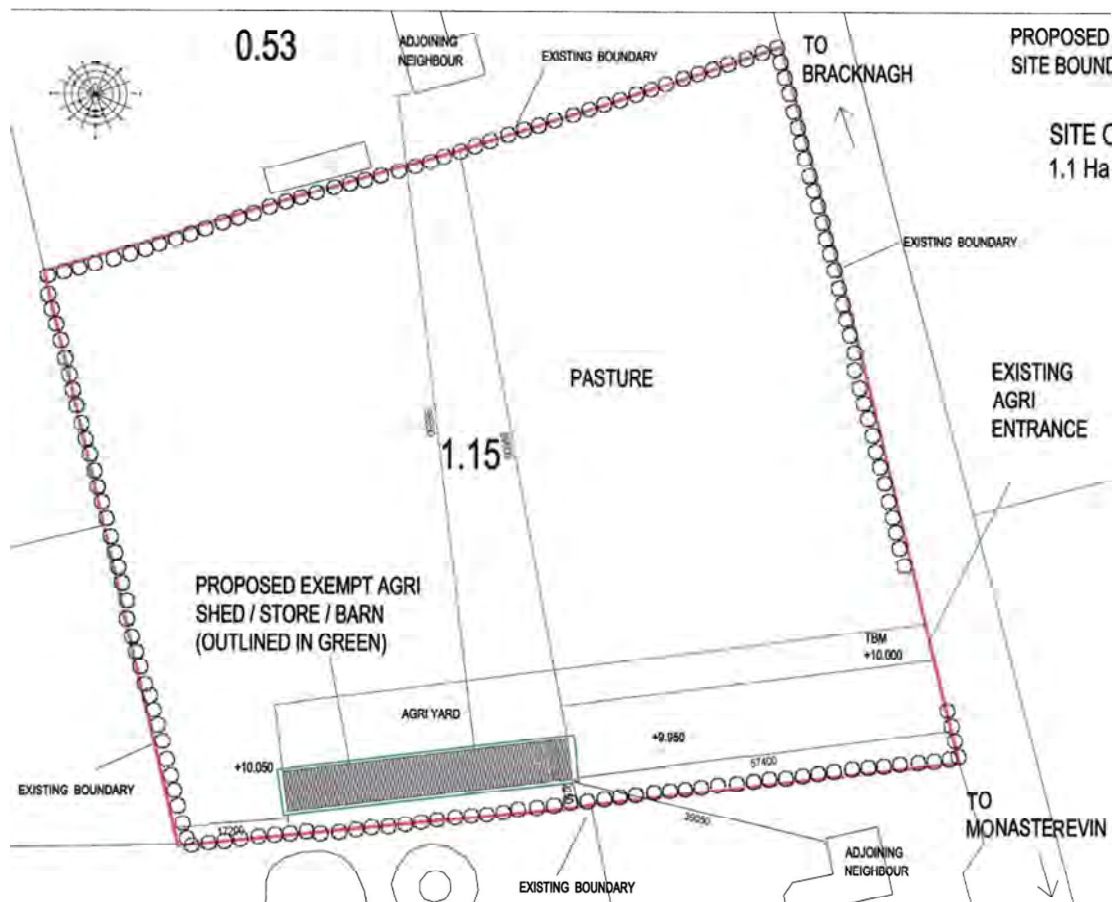 0.53
ADJOINING
NEIGHBOUR
EXISTING BOUNDARY
TO
BRACKNAGH
PROPOSED
SITE BOUND
SITE
1.1 Ha
EXISTING BOUNDARY
PASTURE
EXISTING
AGRI
ENTRANCE
1.15
PROPOSED EXEMPT AGRI
SHED / STORE / BARN
(OUTLINED IN GREEN)
TBM
+10.000
AGRI YARD
+9.950
+10.050
57400
EXISTING BOUNDARY
17200
39050
TO
MONASTEREVIN
ADJOINING
NEIGHBOUR
EXISTING BOUNDARY